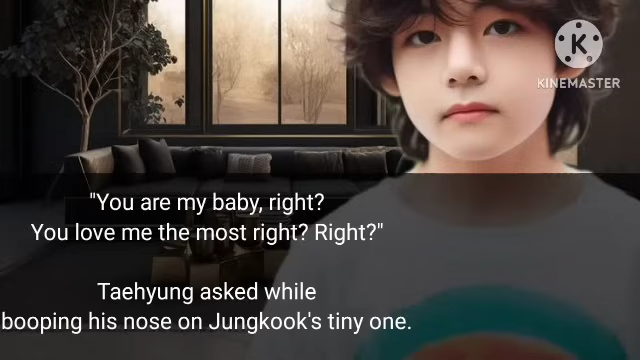 K
KINEMASTER
"You are my baby, right?
You love me the most right? Right?"
Taehyung asked while
booping his nose on Jungkook's tiny one.